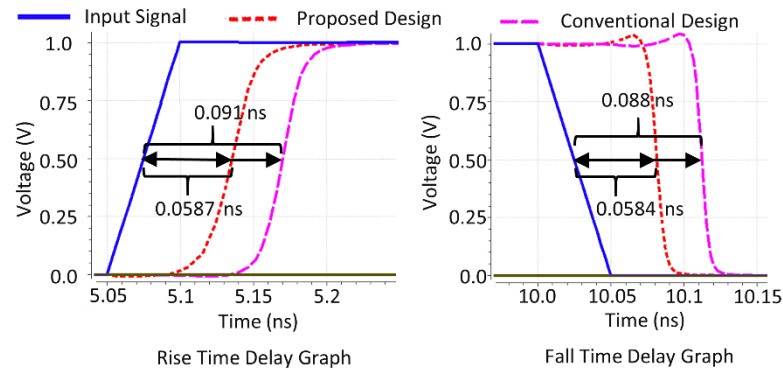 Input Signal Proposed Design Conventional Design
1.0
0.75
0.50
0.25
0.0
Voltage (V)
0.091 ns
0.0587 ns
5.05 5.1 5.15 5.2
Time (ns)
Rise Time Delay Graph
1.0
0.75
0.50
0.25
0.0
Voltage (V)
0.088 ns
0.0584 ns
10.0 10.05 10.1 10.15
Time (ns)
Fall Time Delay Graph